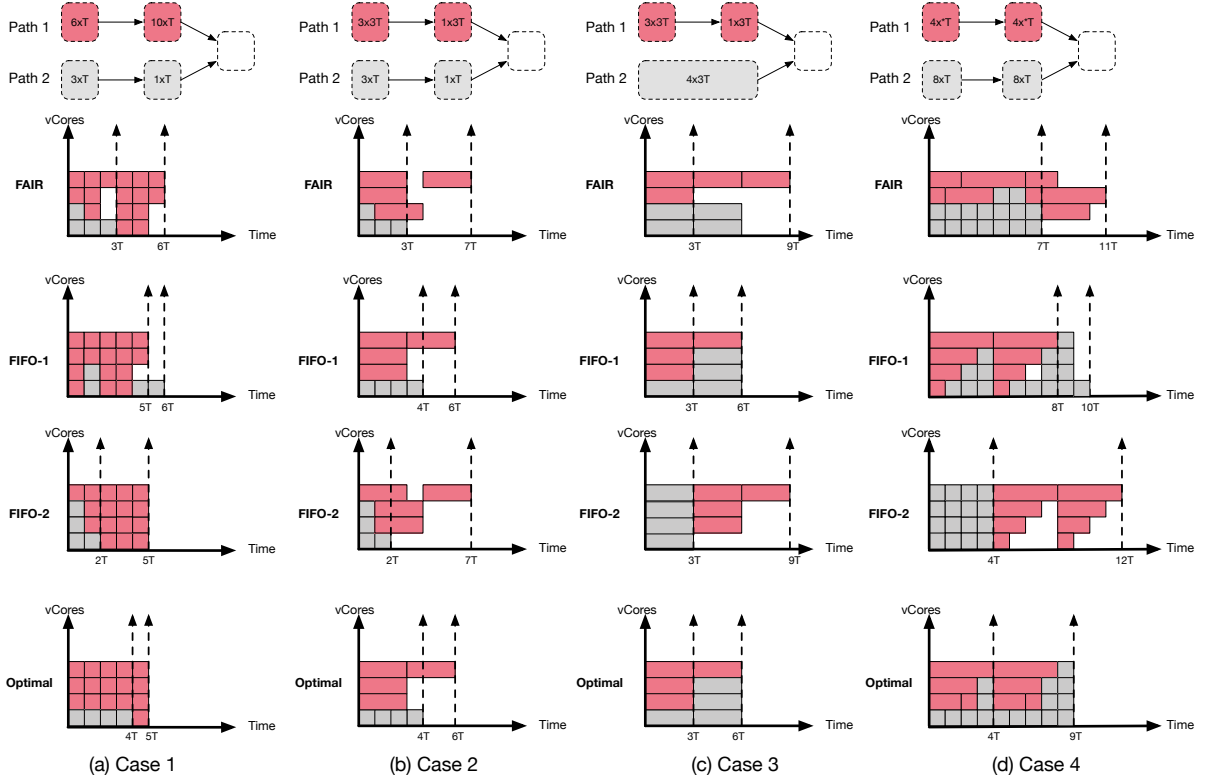 Path 1 6xT 10xT
Path 2 3xT 1xT
Path 1 3x3T 1x3T
Path 2 3xT 1xT
Path 1 3x3T 1x3T
Path 2 4x3T
Path 1 4x*T 4x*T
Path 2 8xT 8xT
vCores vCores vCores vCores
FAIR FAIR FAIR FAIR
Time Time Time Time
3T 6T 3T 7T 3T 9T 7T 11T
vCores vCores vCores vCores
FIFO-1 FIFO-1 FIFO-1 FIFO-1
Time Time Time Time
5T 6T 4T 6T 3T 6T 8T 10T
vCores vCores vCores vCores
FIFO-2 FIFO-2 FIFO-2 FIFO-2
Time Time Time Time
2T 5T 2T 7T 3T 9T 4T 12T
vCores vCores vCores vCores
Optimal Optimal Optimal Optimal
Time Time Time Time
4T 5T 4T 6T 3T 6T 4T 9T
(a) Case 1 (b) Case 2 (c) Case 3 (d) Case 4